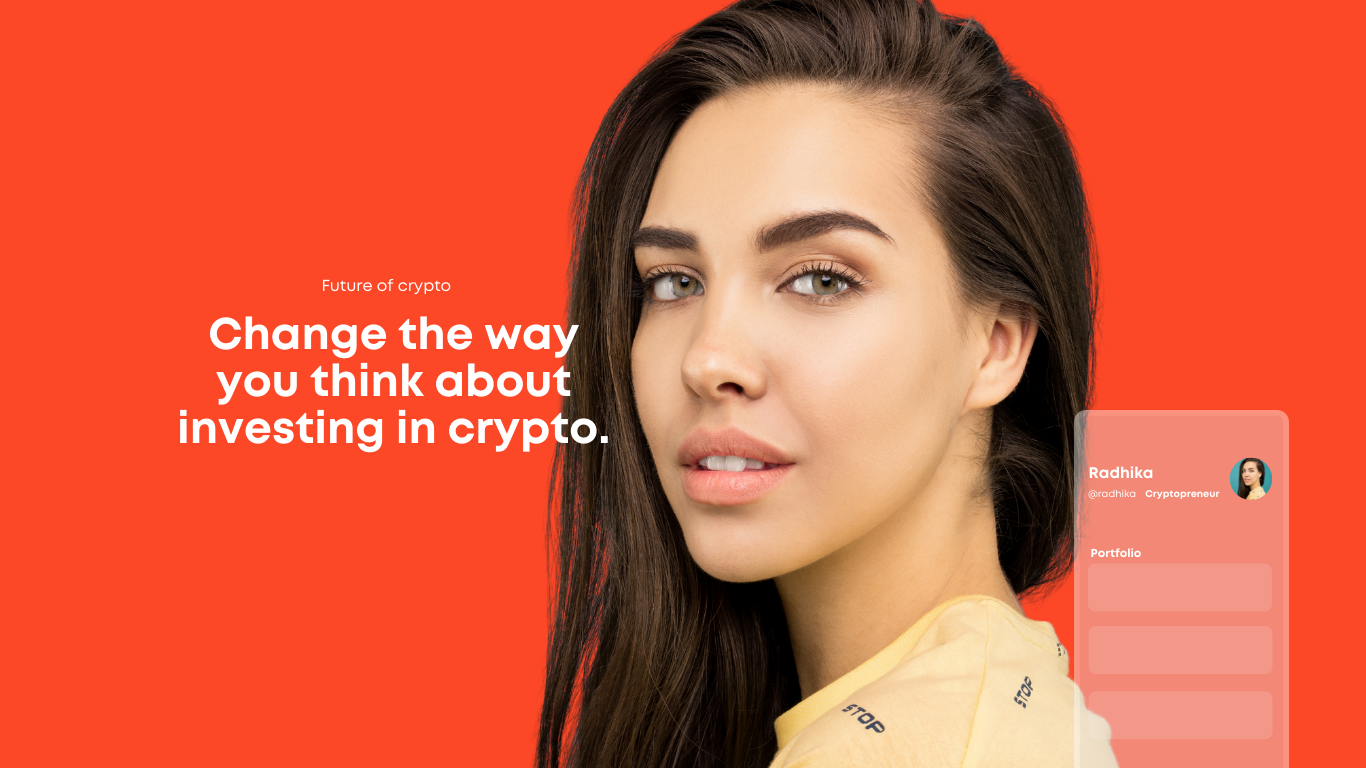 Future of crypto
Change the way
you think about
investing in crypto.
Radhika
@radhika Cryptopreneur
Portfolio
STOP
STOP